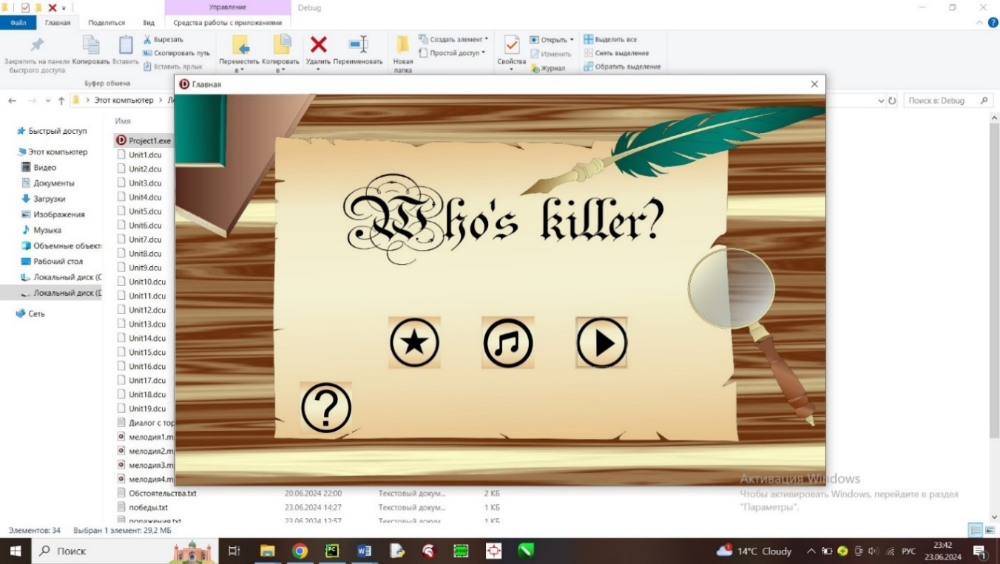 Управление
Debug
Файл
Главная
Поделиться
Вид
Средства работы с приложениями
Закрепить на панели быстрого доступа
Копировать
Вставить
Вырезать
Скопировать путь
Вставить ярлык
Переместить в
Копировать в
Удалить
Переименовать
Новая папка
Создать элемент
Простой доступ
Свойства
Открыть
Изменить
Журнал
Выделить все
Снять выделение
Обратить выделение
Буфер обмена
Главная
Этот компьютер
Поиск в: Debug
Имя
Быстрый доступ
Этот компьютер
Видео
Документы
Загрузки
Изображения
Музыка
Объемные объект
Рабочий стол
Локальный диск (C
Локальный диск (D
Сеть
Project1.exe
Unit1.dcu
Unit2.dcu
Unit3.dcu
Unit4.dcu
Unit5.dcu
Unit6.dcu
Unit7.dcu
Unit8.dcu
Unit9.dcu
Unit10.dcu
Unit11.dcu
Unit12.dcu
Unit13.dcu
Unit14.dcu
Unit15.dcu
Unit16.dcu
Unit17.dcu
Unit18.dcu
Unit19.dcu
Диалог с тор
мелодия1.m
мелодия2.m
мелодия3.m
мелодия4.m
Обстоятельства.txt 20.06.2024 22:00 Текстовый докум... 2 КБ
победы.txt 23.06.2024 14:27 Текстовый докум... 1 КБ
поражения.txt 23.06.2024 12:57 Текстовый докум... 1 КБ
Who's killer?
?
Активация Windows
Чтобы активировать Windows, перейдите в раздел
"Параметры".
Элементов: 34 Выбран 1 элемент: 29,2 МБ
Поиск
14°C Cloudy
РУС
23:42
23.06.2024